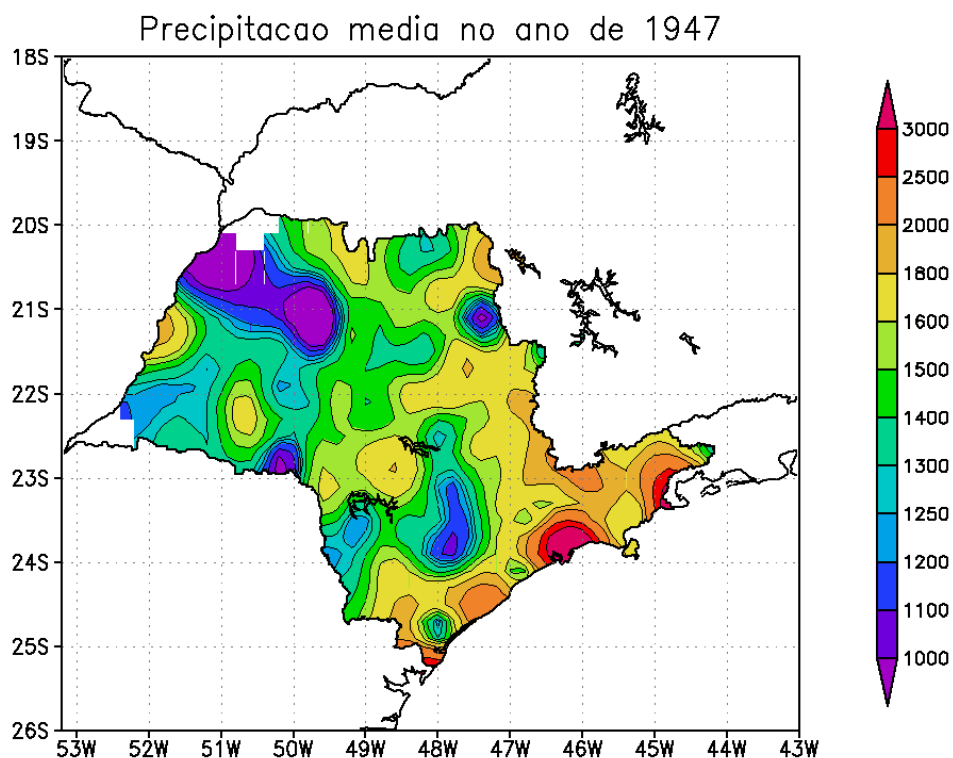 Precipitacao media no ano de 1947
18S
19S
20S
21S
22S
23S
24S
25S
26S
53W 52W 51W 50W 49W 48W 47W 46W 45W 44W 43W
3000
2500
2000
1800
1600
1500
1400
1300
1250
1200
1100
1000